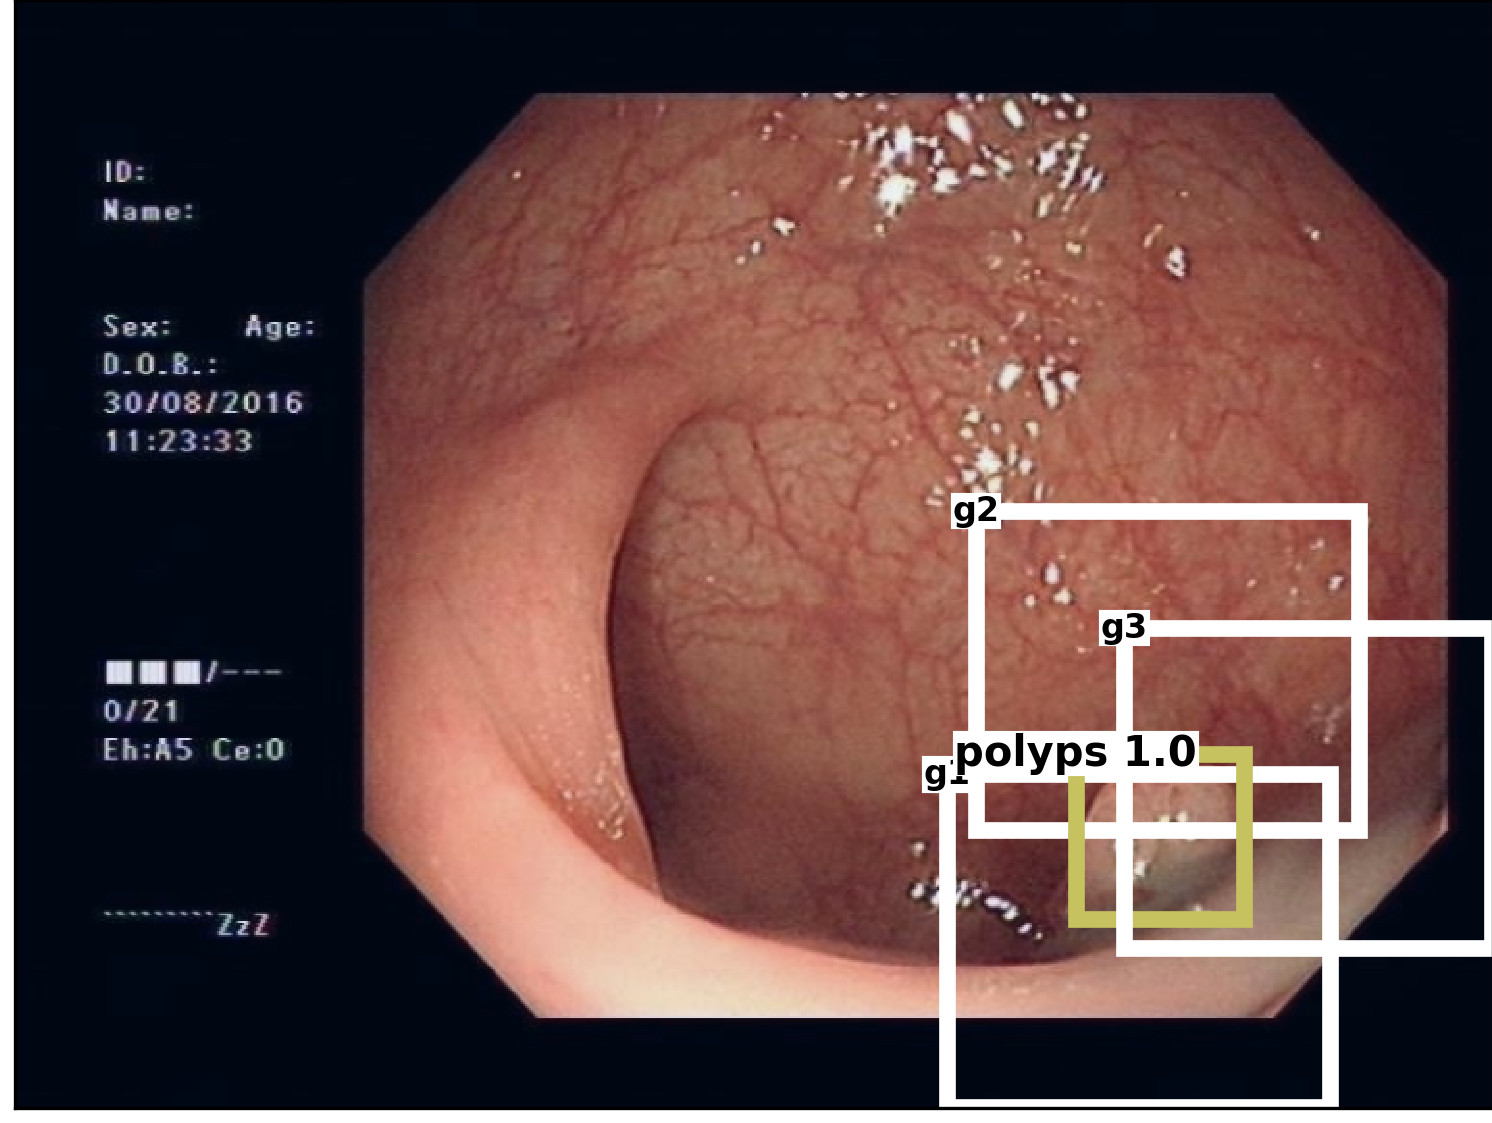 ID:
Name:
Sex: Age:
D.O.B.:
30/08/2016
11:23:33
/---
0/21
Eh:A5 Ce:0
ZzZ
g2
g3
polyps 1.0
g1